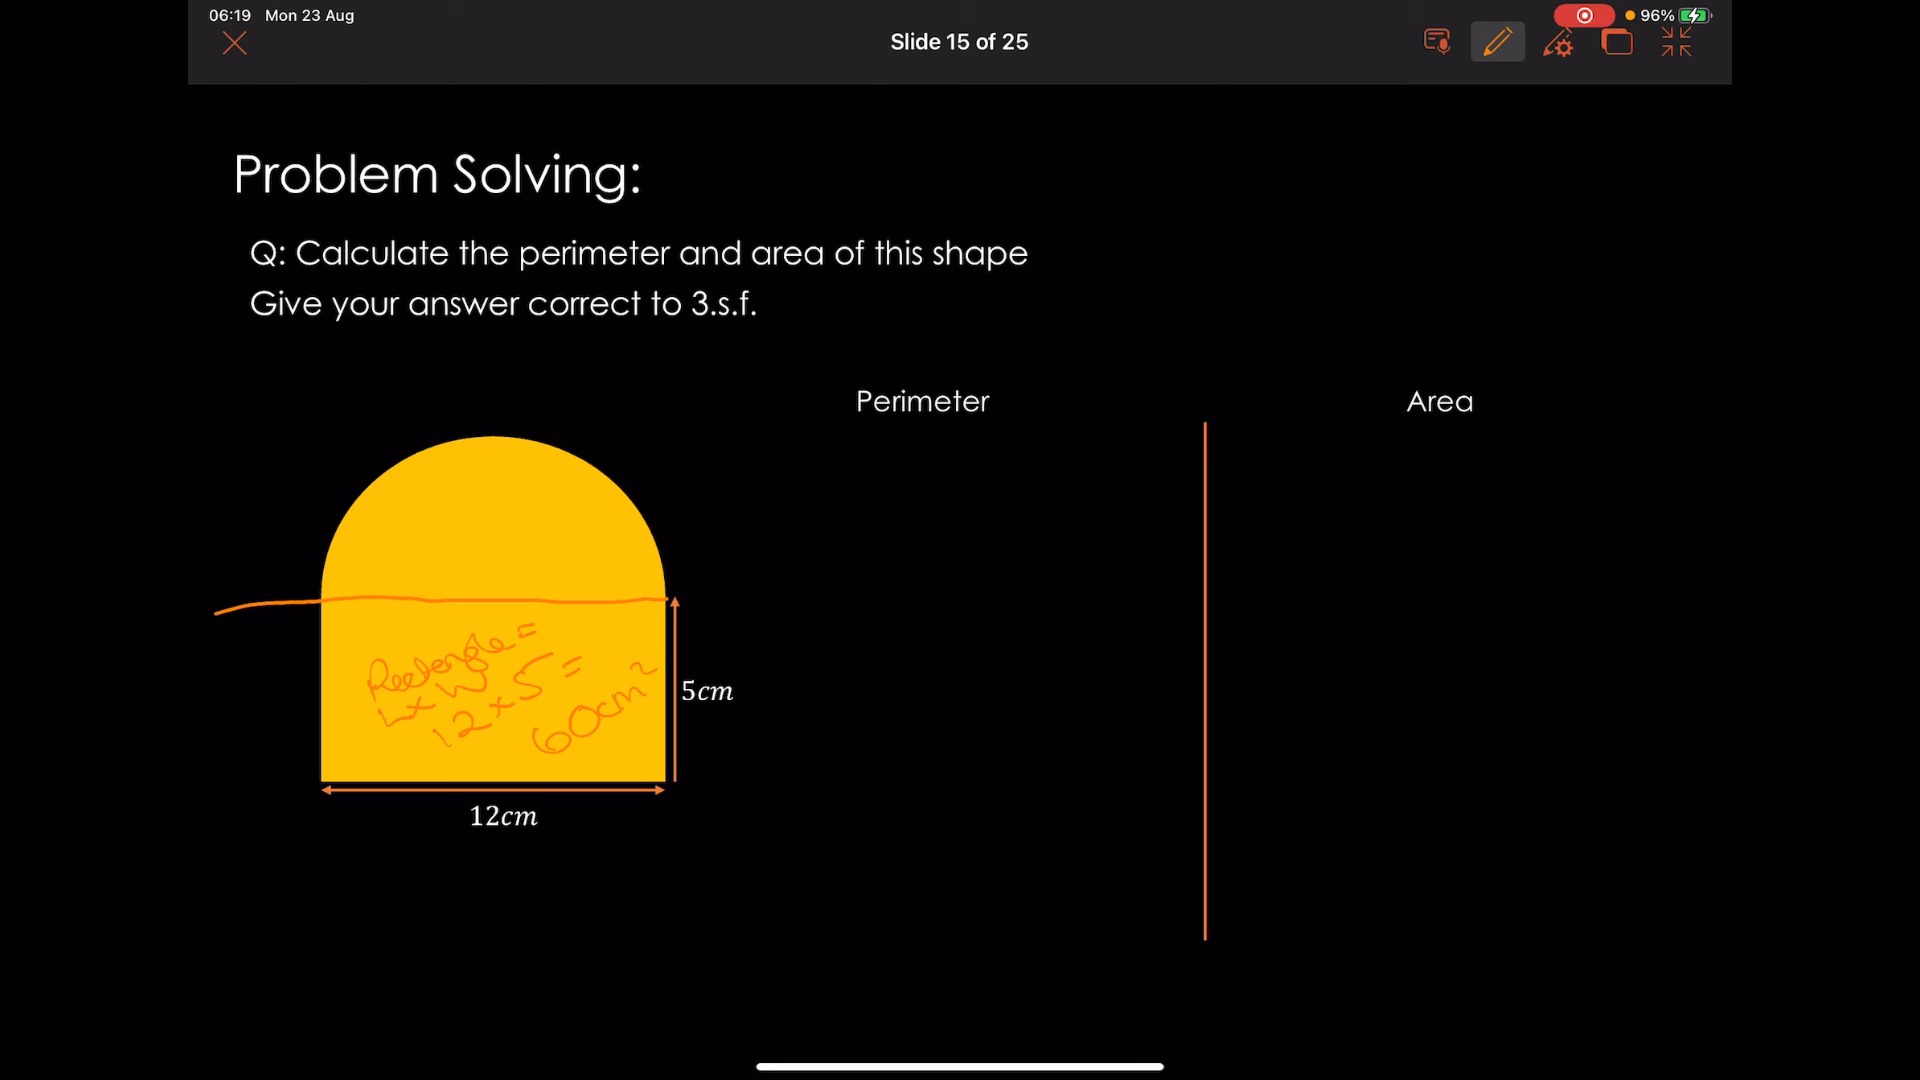 06:19 Mon 23 Aug
96%
Slide 15 of 25
Problem Solving:
Q: Calculate the perimeter and area of this shape
Give your answer correct to 3.s.f.
Perimeter
Area
Rectangle =
L x W
12 x 5 =
60cm²
5cm
12cm